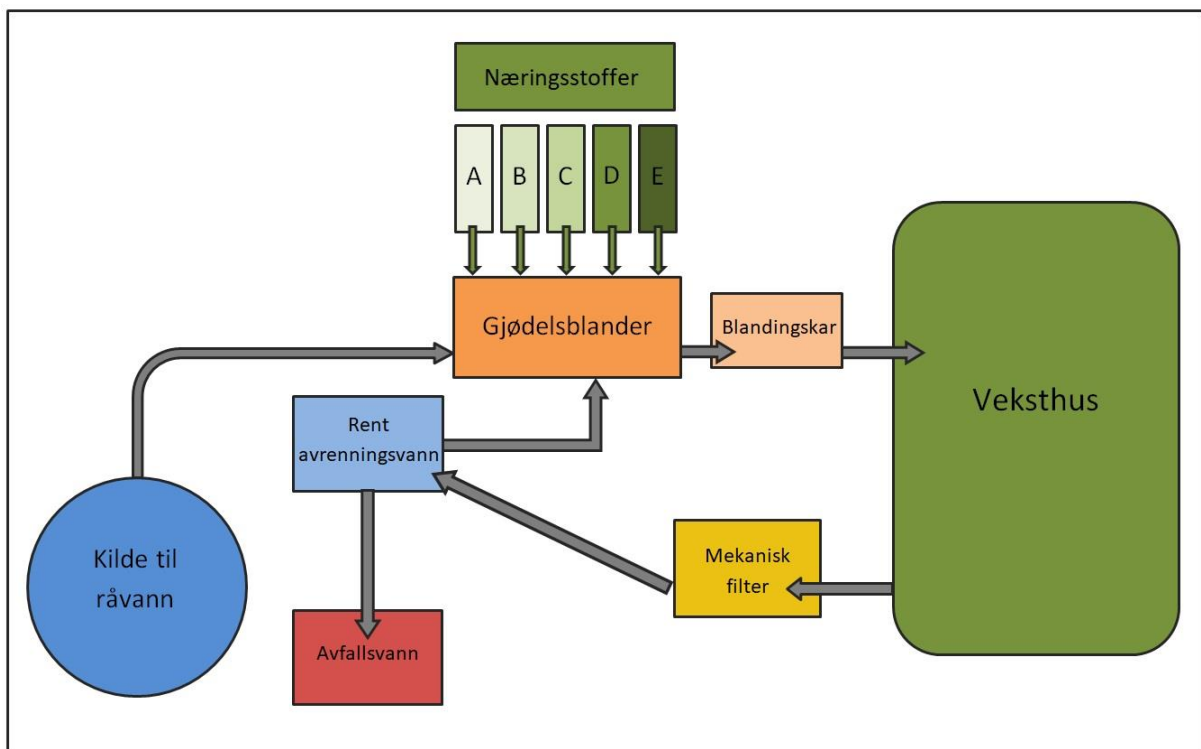 Næringsstoffer
A
B
C
D
E
Gjødelsblander
Blandingskar
Veksthus
Rent
avrenningsvann
Kilde til
råvann
Mekanisk
filter
Avfallsvann